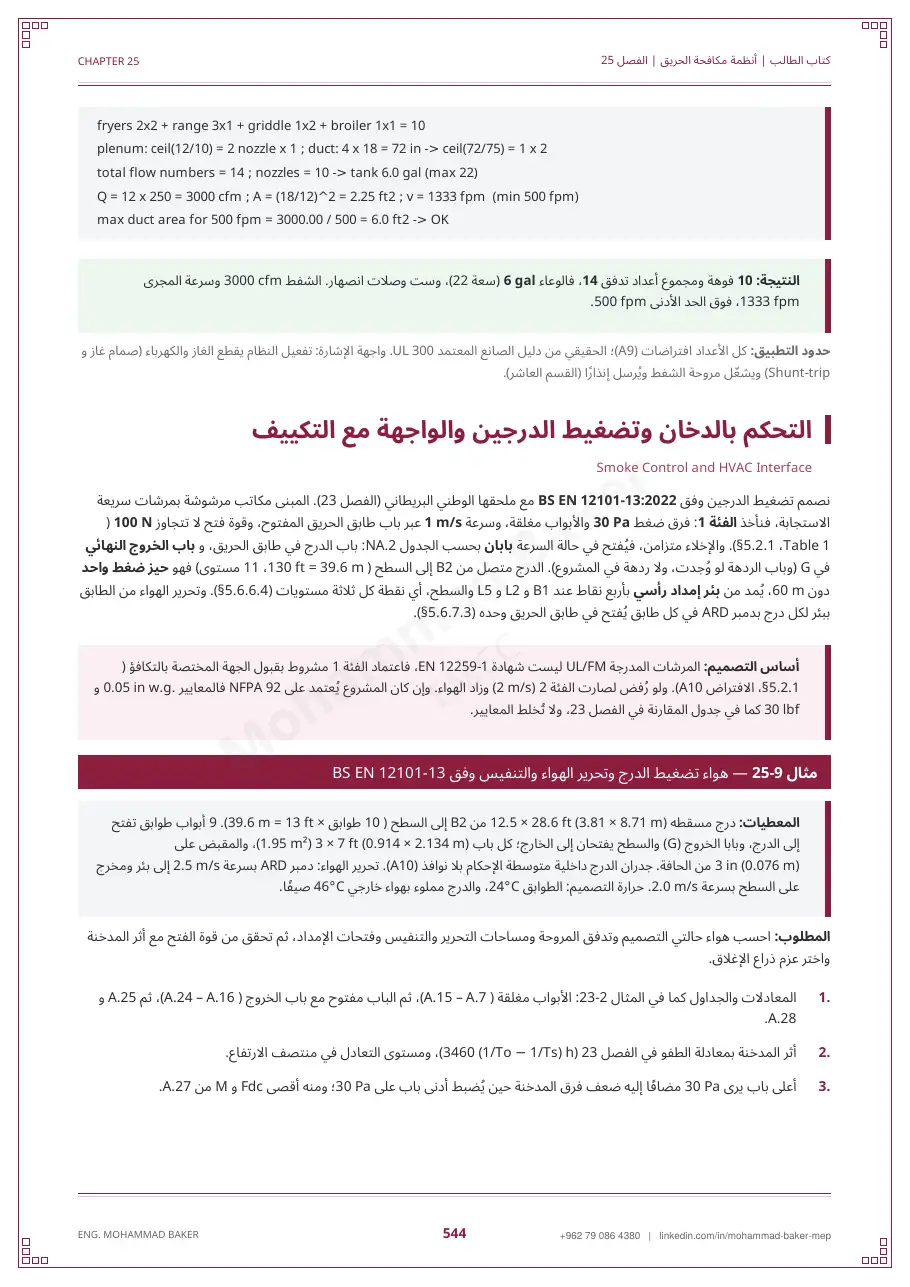 كتاب الطالب | أنظمة مكافحة الحريق | الفصل 25
CHAPTER 25
fryers 2x2 + range 3x1 + griddle 1x2 + broiler 1x1 = 10
plenum: ceil(12/10) = 2 nozzle x 1 ; duct: 4 x 18 = 72 in -> ceil(72/75) = 1 x 2
total flow numbers = 14 ; nozzles = 10 -> tank 6.0 gal (max 22)
Q = 12 x 250 = 3000 cfm ; A = (18/12)^2 = 2.25 ft2 ; v = 1333 fpm (min 500 fpm)
max duct area for 500 fpm = 3000.00 / 500 = 6.0 ft2 -> OK
النتيجة: 10 فوهة ومجموع أعداد تدفق 14، فالوعاء 6 gal (سعة 22)، وست وصلات انصهار. الشفط 3000 cfm وسرعة المجرى
1333 fpm، فوق الحد الأدنى 500 fpm.
حدود التطبيق: كل الأعداد افتراضات (A9)؛ الحقيقي من دليل الصانع المعتمد UL 300. واجهة الإشارة: تفعيل النظام يقطع الغاز والكهرباء (صمام غاز و
Shunt-trip) ويشغّل مروحة الشفط ويُرسل إنذارًا (القسم العاشر).
التحكم بالدخان وتضغيط الدرجين والواجهة مع التكييف
Smoke Control and HVAC Interface
نصمم تضغيط الدرجين وفق BS EN 12101-13:2022 مع ملحقها الوطني البريطاني (الفصل 23). المبنى مكاتب مرشوشة بمرشات سريعة
الاستجابة، فنأخذ الفئة 1: فرق ضغط 30 Pa والأبواب مغلقة، وسرعة 1 m/s عبر باب طابق الحريق المفتوح، وقوة فتح لا تتجاوز 100 N (
Table 1، §5.2.1). والإخلاء متزامن، فيُفتح في حالة السرعة بابان بحسب الجدول NA.2: باب الدرج في طابق الحريق، و باب الخروج النهائي
في G (وباب الردهة لو وُجدت، ولا ردهة في المشروع). الدرج متصل من B2 إلى السطح ( 130 ft = 39.6 m، 11 مستوى) فهو حيز ضغط واحد
دون 60 m، يُمد من بئر إمداد رأسي بأربع نقاط عند B1 و L2 و L5 والسطح، أي نقطة كل ثلاثة مستويات (§5.6.6.4). وتحرير الهواء من الطابق
ببئر لكل درج بدمبر ARD في كل طابق يُفتح في طابق الحريق وحده (§5.6.7.3).
أساس التصميم: المرشات المدرجة UL/FM ليست شهادة EN 12259-1، فاعتماد الفئة 1 مشروط بقبول الجهة المختصة بالتكافؤ (
§5.2.1، الافتراض A10). ولو رُفض لصارت الفئة 2 (2 m/s) وزاد الهواء. وإن كان المشروع يُعتمد على NFPA 92 فالمعايير 0.05 in w.g. و
30 lbf كما في جدول المقارنة في الفصل 23، ولا تُخلط المعايير.
مثال 9-25 — هواء تضغيط الدرج وتحرير الهواء والتنفيس وفق BS EN 12101-13
المعطيات: درج مسقطه 12.5 × 28.6 ft (3.81 × 8.71 m) من B2 إلى السطح ( 10 طوابق × 13 ft = 39.6 m). 9 أبواب طوابق تفتح
إلى الدرج، وبابا الخروج (G) والسطح يفتحان إلى الخارج؛ كل باب 3 × 7 ft (0.914 × 2.134 m) (1.95 m²)، والمقبض على
3 in (0.076 m) من الحافة. جدران الدرج داخلية متوسطة الإحكام بلا نوافذ (A10). تحرير الهواء: دمبر ARD بسرعة 2.5 m/s إلى بئر ومخرج
على السطح بسرعة 2.0 m/s. حرارة التصميم: الطوابق 24°C، والدرج مملوء بهواء خارجي 46°C صيفًا.
المطلوب: احسب هواء حالتي التصميم وتدفق المروحة ومساحات التحرير والتنفيس وفتحات الإمداد، ثم تحقق من قوة الفتح مع أثر المدخنة
واختر عزم ذراع الإغلاق.
1. المعادلات والجداول كما في المثال 2-23: الأبواب مغلقة ( A.7 – A.15)، ثم الباب مفتوح مع باب الخروج ( A.16 – A.24)، ثم A.25 و
A.28.
2. أثر المدخنة بمعادلة الطفو في الفصل 23 (3460 (1/To − 1/Ts) h)، ومستوى التعادل في منتصف الارتفاع.
3. أعلى باب يرى 30 Pa مضافًا إليه ضعف فرق المدخنة حين يُضبط أدنى باب على 30 Pa؛ ومنه أقصى Fdc و M من A.27.
ENG. MOHAMMAD BAKER
544
+962 79 086 4380 | linkedin.com/in/mohammad-baker-mep